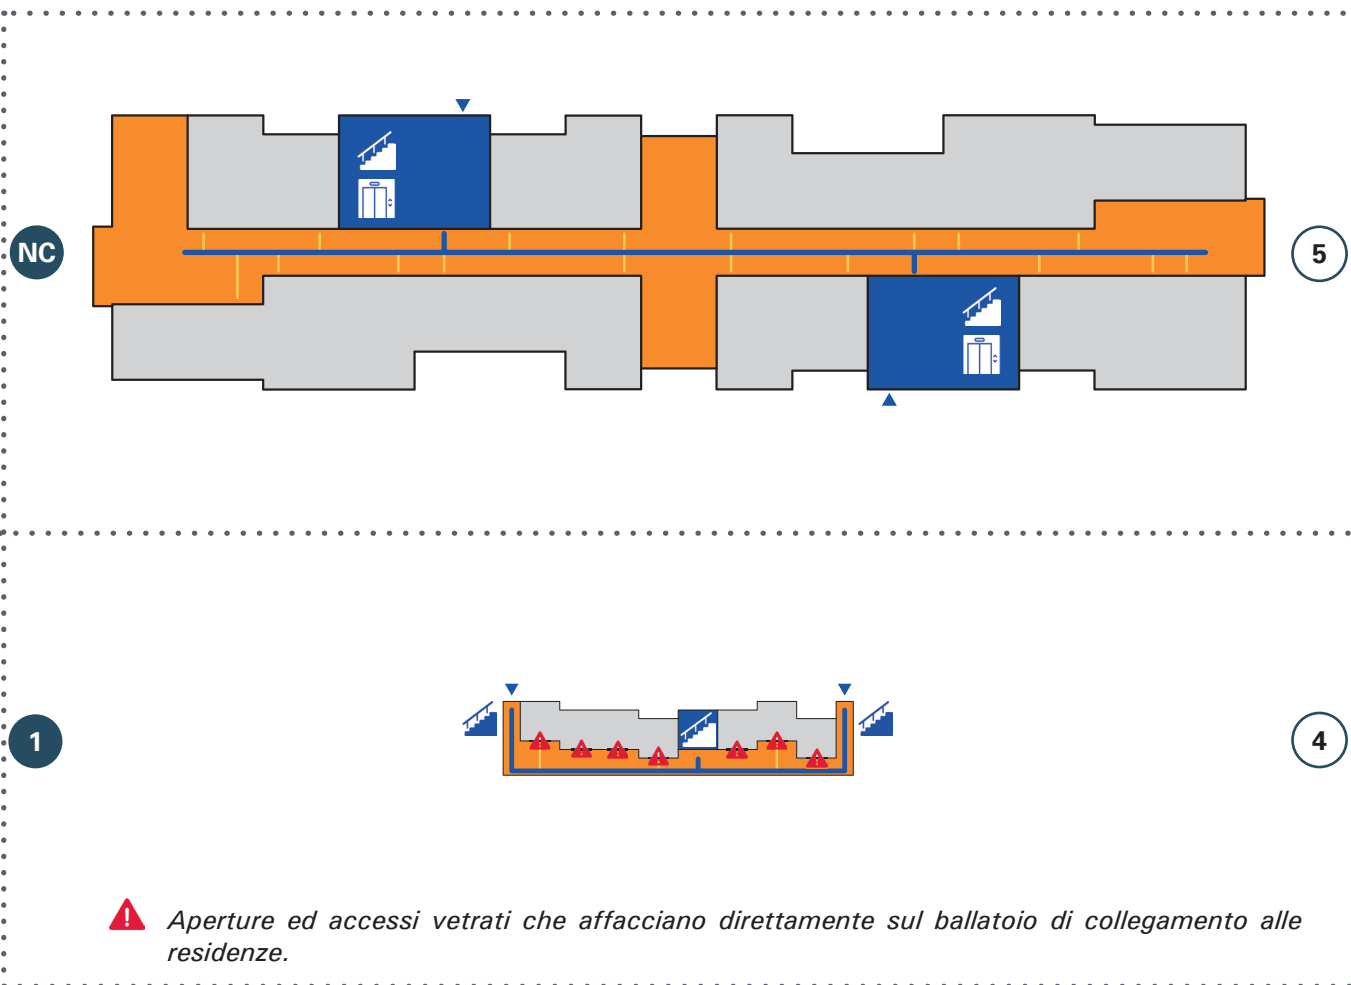 NC
5
1
4
Aperture ed accessi vetrati che affacciano direttamente sul ballatoio di collegamento alle
residenze.